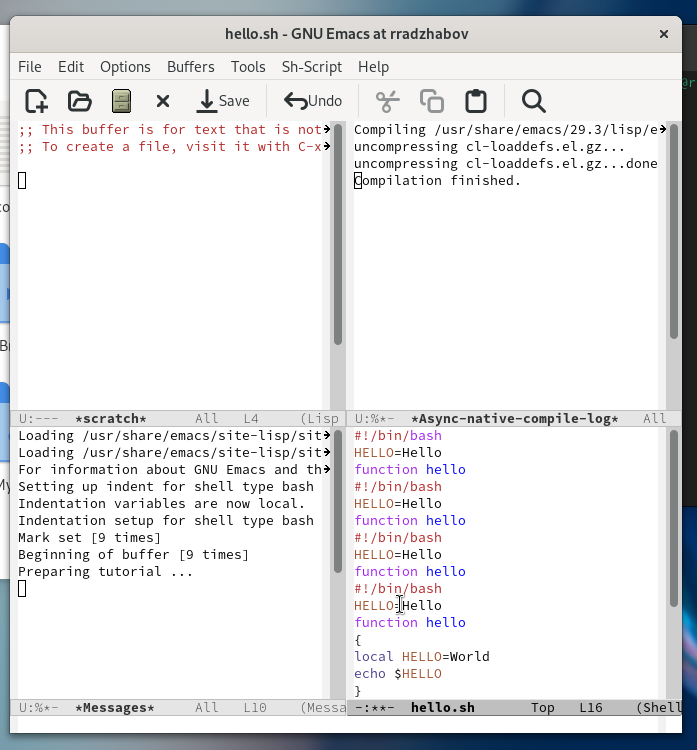 hello.sh - GNU Emacs at rradzhabov
File Edit Options Buffers Tools Sh-Script Help
Save Undo
;; This buffer is for text that is not
;; To create a file, visit it with C-x
U:--- *scratch* All L4 (Lisp
Compiling /usr/share/emacs/29.3/lisp/e
uncompressing cl-loaddefs.el.gz...
uncompressing cl-loaddefs.el.gz...done
Compilation finished.
U:%*- *Async-native-compile-log* All
Loading /usr/share/emacs/site-lisp/sit
Loading /usr/share/emacs/site-lisp/sit
For information about GNU Emacs and th
Setting up indent for shell type bash
Indentation variables are now local.
Indentation setup for shell type bash
Mark set [9 times]
Beginning of buffer [9 times]
Preparing tutorial ...
U:%*- *Messages* All L10 (Messa
#!/bin/bash
HELLO=Hello
function hello
#!/bin/bash
HELLO=Hello
function hello
#!/bin/bash
HELLO=Hello
function hello
#!/bin/bash
HELLO=Hello
function hello
{
local HELLO=World
echo $HELLO
}
-:**- hello.sh Top L16 (Shell